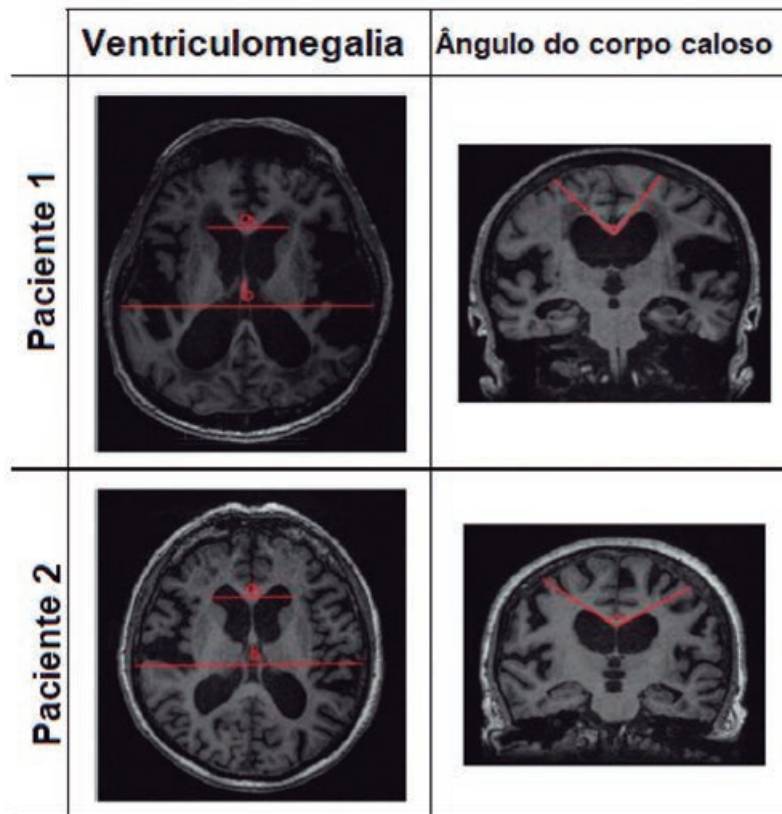 Ventriculomegalia
Ângulo do corpo caloso
Paciente 1
a
b
Paciente 2
a
b